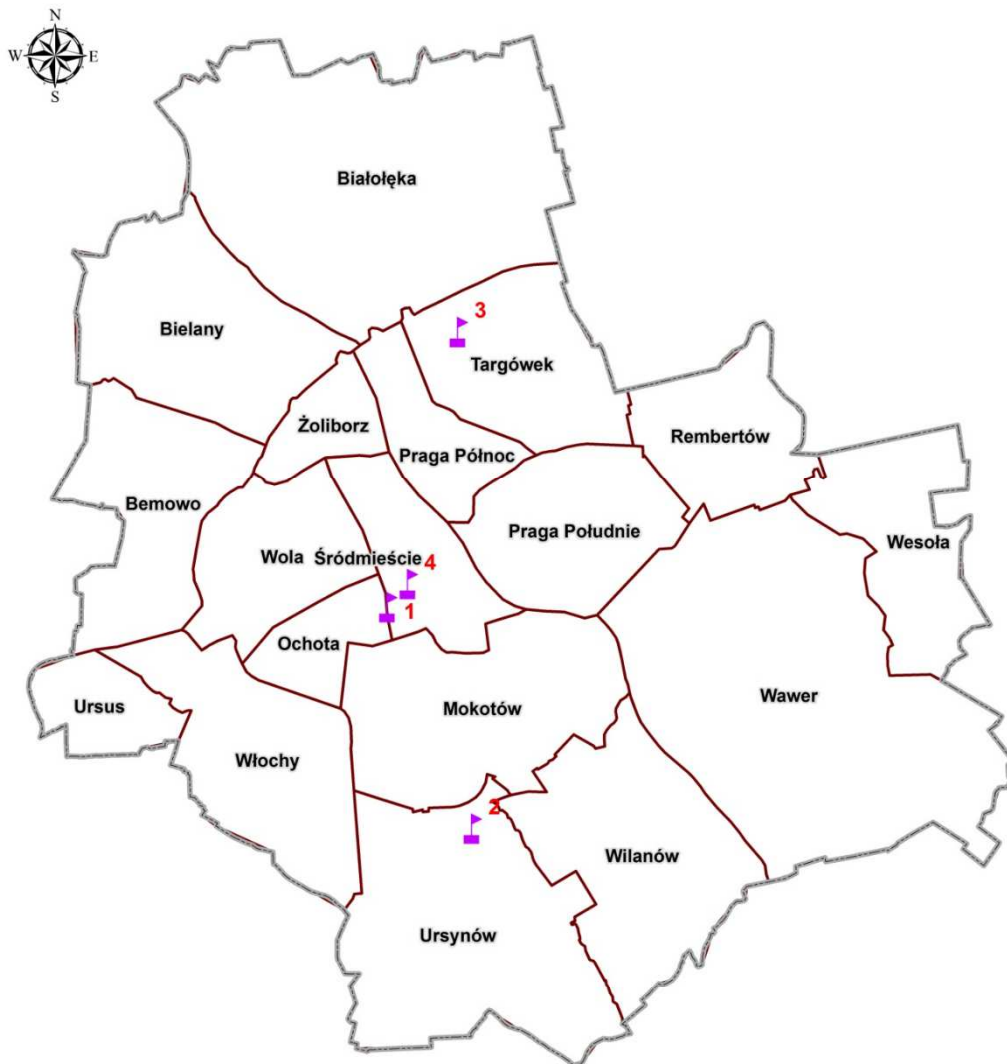 N
W E
S
Białołęka
3
Bielany
Targówek
Żoliborz
Rembertów
Praga Północ
Bemowo
Praga Południe
Wesoła
Wola
Śródmieście
4
1
Ochota
Wawer
Ursus
Mokotów
Włochy
2
Wilanów
Ursynów